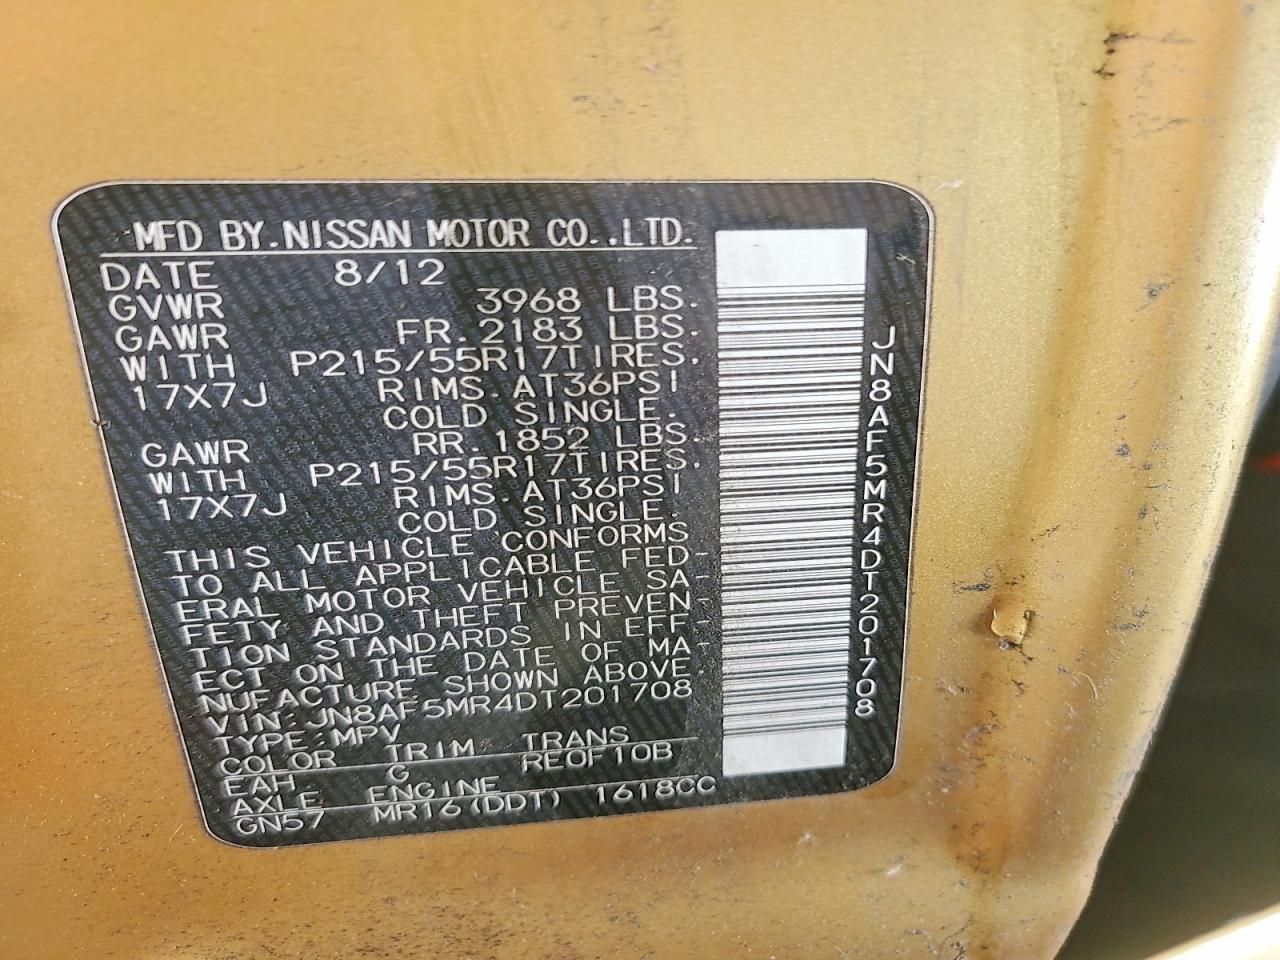 MFD BY.NISSAN MOTOR CO.,LTD.
DATE 8/12
GVWR 3968 LBS.
GAWR FR. 2183 LBS.
WITH P215/55R17TIRES.
17X7J RIMS. AT36PSI
COLD SINGLE.
GAWR RR. 1852 LBS.
WITH P215/55R17TIRES.
17X7J RIMS. AT36PSI
COLD SINGLE.
THIS VEHICLE CONFORMS
TO ALL APPLICABLE FED-
ERAL MOTOR VEHICLE SA-
FETY AND THEFT PREVEN-
TION STANDARDS IN EFF-
ECT ON THE DATE OF MA-
NUFACTURE SHOWN ABOVE.
VIN:JN8AF5MR4DT201708
TYPE:MPV
COLOR TRIM TRANS
EAH G RE0F10B
AXLE ENGINE
GN57 MR16(DDT) 1618CC
JN8AF5MR4DT201708